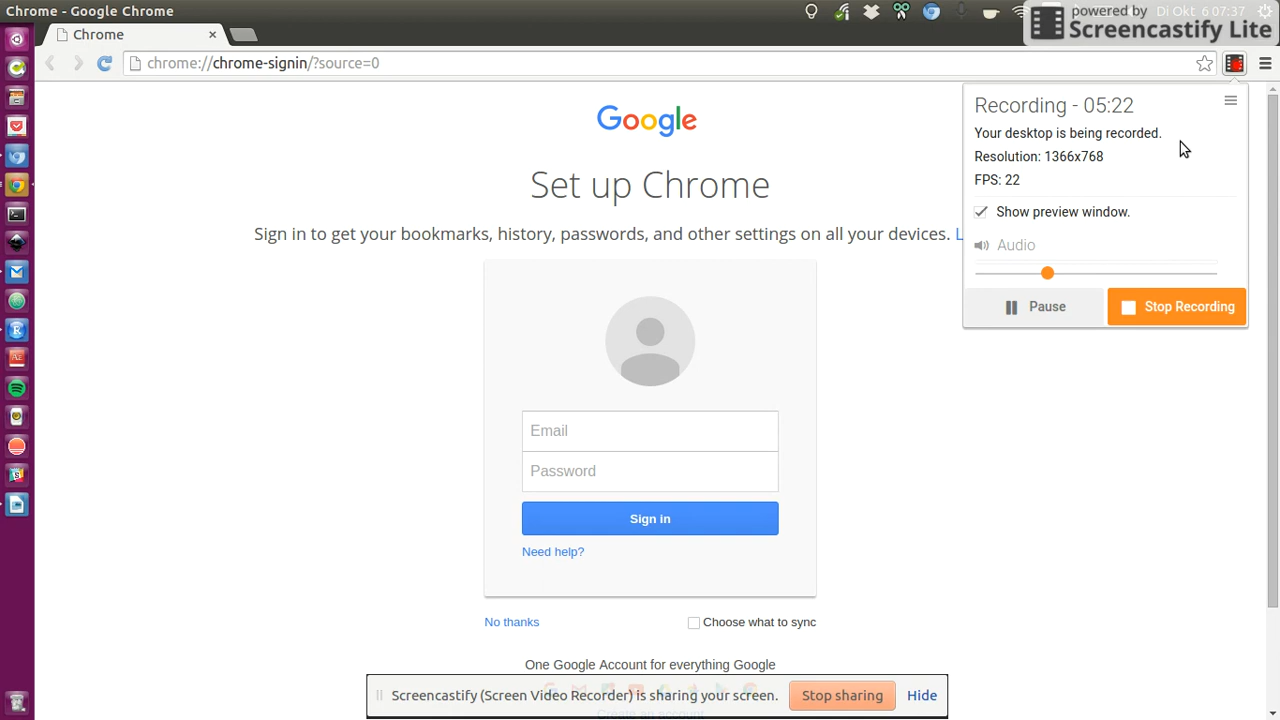 Chrome - Google Chrome
Di Okt 6 07:37
powered by
Screencastify Lite
Chrome
chrome://chrome-signin/?source=0
Google
Set up Chrome
Sign in to get your bookmarks, history, passwords, and other settings on all your devices.
Recording - 05:22
Your desktop is being recorded.
Resolution: 1366x768
FPS: 22
Show preview window.
Audio
Pause
Stop Recording
Email
Password
Sign in
Need help?
No thanks
Choose what to sync
One Google Account for everything Google
Screencastify (Screen Video Recorder) is sharing your screen.
Stop sharing
Hide
Create an account